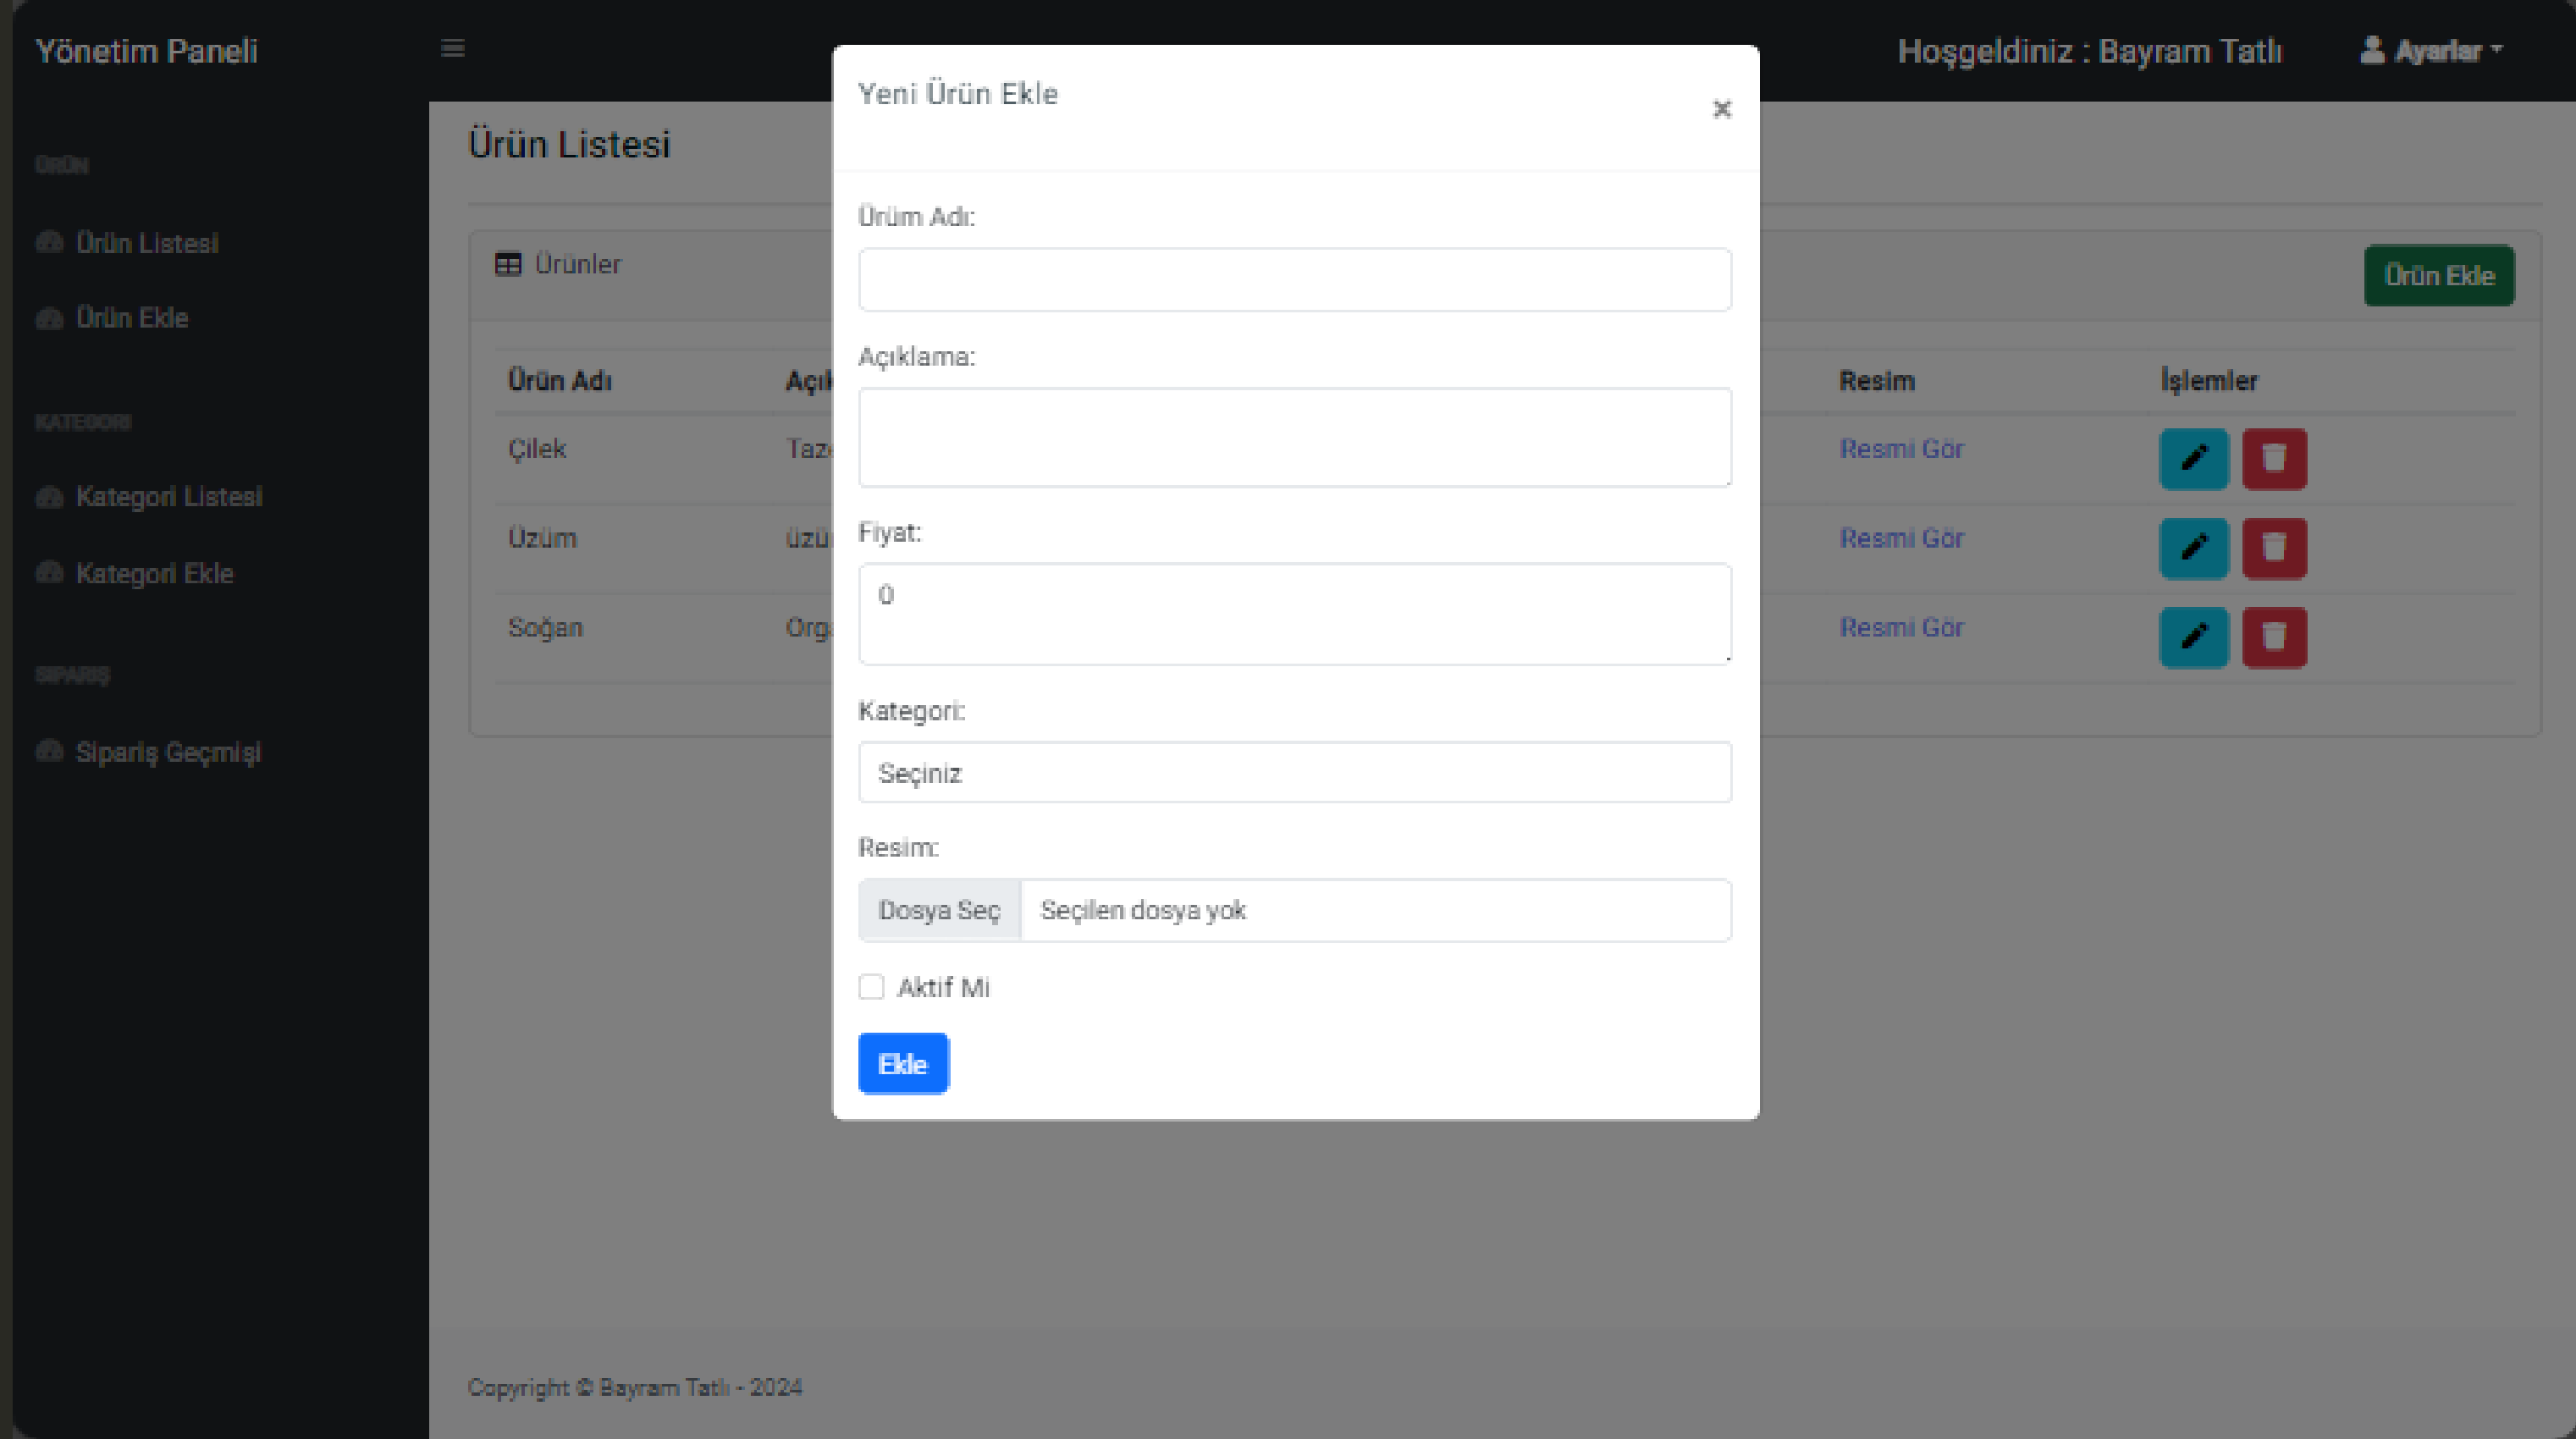 Yönetim Paneli
Hoşgeldiniz : Bayram Tatlı
Ayarlar
ÜRÜN
Ürün Listesi
Ürün Ekle
KATEGORI
Kategori Listesi
Kategori Ekle
SIPARIŞ
Sipariş Geçmişi
Ürün Listesi
Ürünler
Ürün Ekle
Ürün Adı
Resim
İşlemler
Çilek
Resmi Gör
Üzüm
Resmi Gör
Soğan
Resmi Gör
Yeni Ürün Ekle
×
Ürüm Adı:
Açıklama:
Fiyat:
0
Kategori:
Seçiniz
Resim:
Dosya Seç Seçilen dosya yok
Aktif Mi
Ekle
Copyright © Bayram Tatlı - 2024